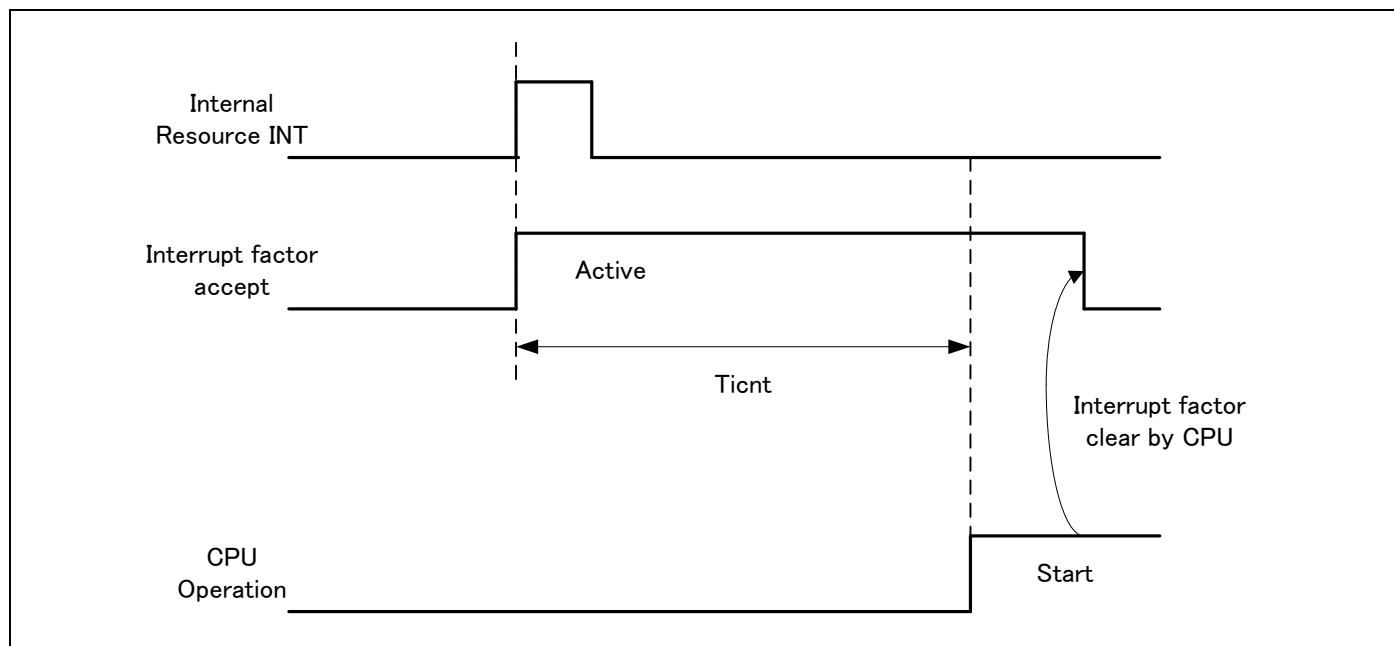 Internal
Resource INT
Interrupt factor
accept
Active
Ticnt
Interrupt factor
clear by CPU
CPU
Operation
Start